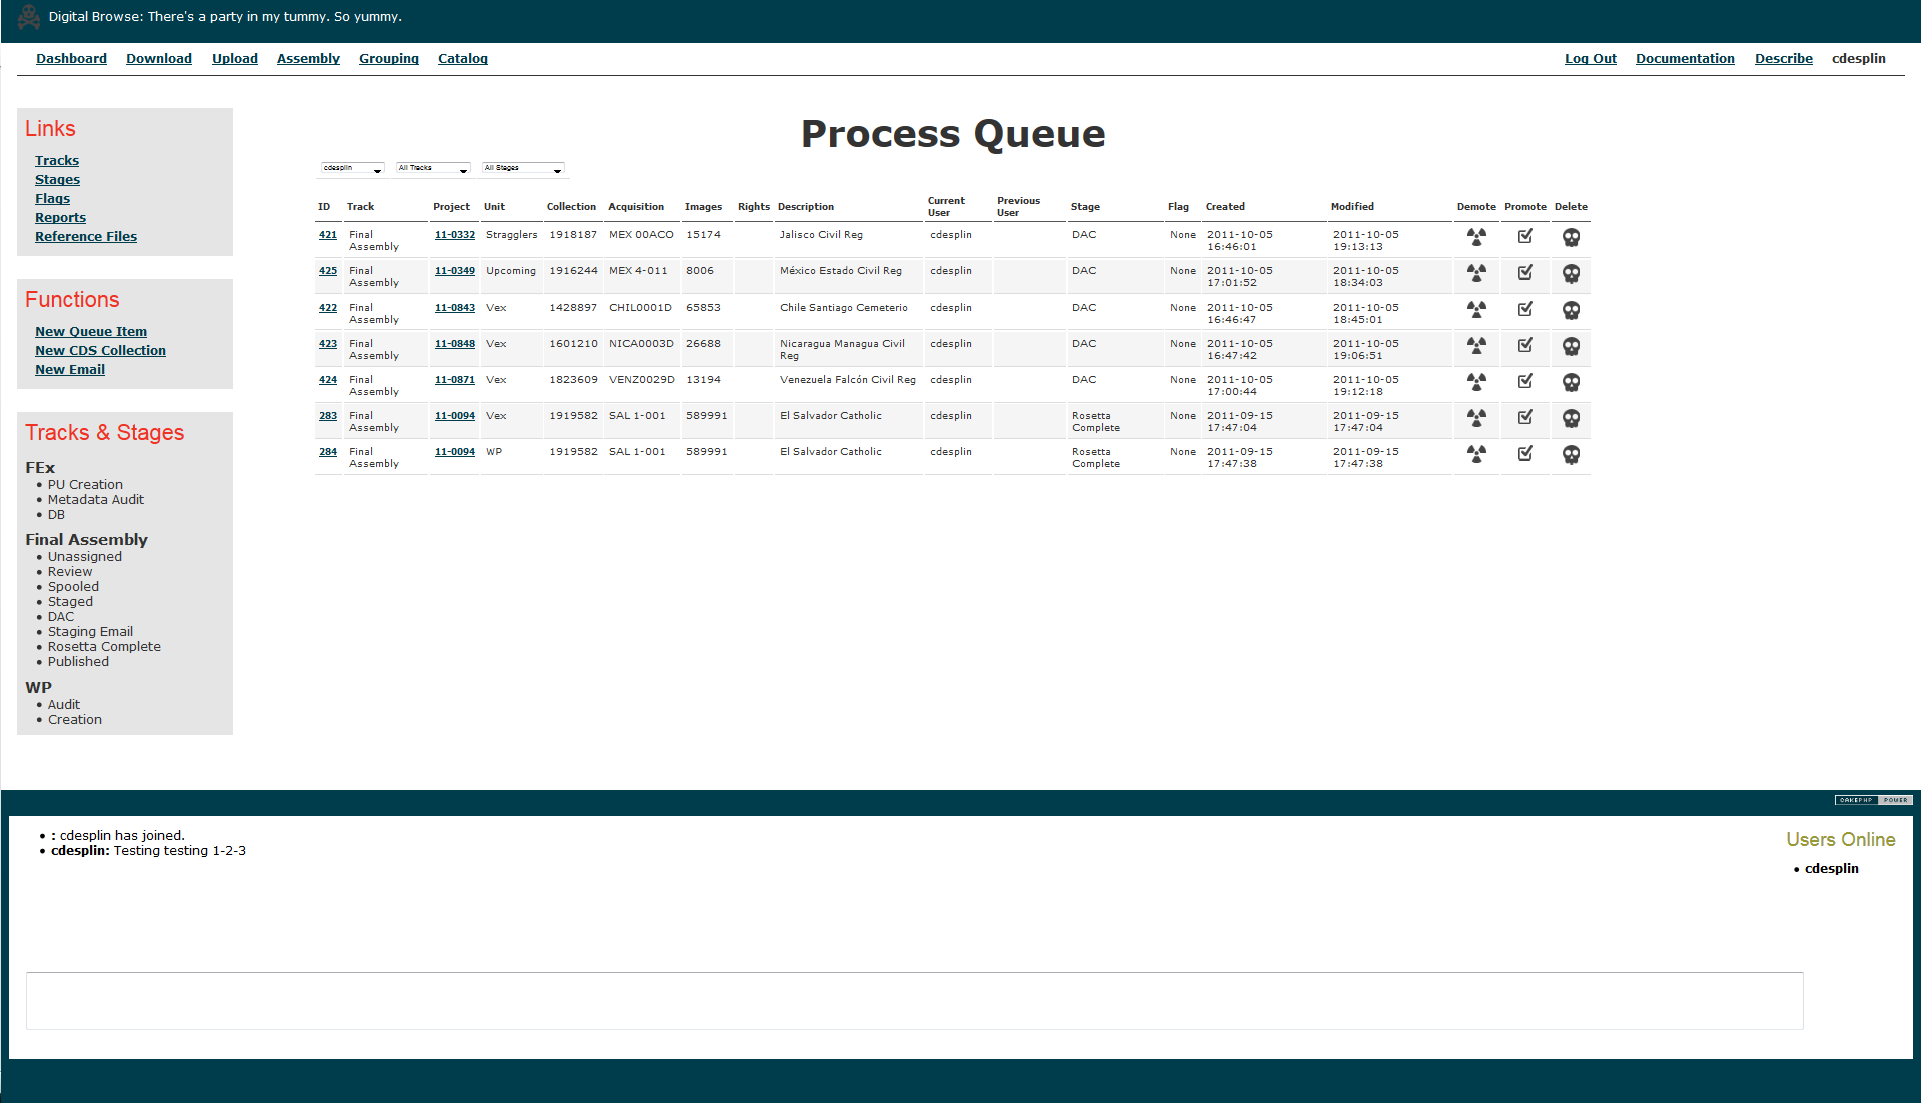 Digital Browse: There's a party in my tummy. So yummy.
Dashboard Download Upload Assembly Grouping Catalog Log Out Documentation Describe cdesplin
Links
Tracks
Stages
Flags
Reports
Reference Files
Functions
New Queue Item
New CDS Collection
New Email
Tracks & Stages
FEx
• PU Creation
• Metadata Audit
• DB
Final Assembly
• Unassigned
• Review
• Spooled
• Staged
• DAC
• Staging Email
• Rosetta Complete
• Published
WP
• Audit
• Creation
Process Queue
cdesplin All Tracks All Stages
ID Track Project Unit Collection Acquisition Images Rights Description Current User Previous User Stage Flag Created Modified Demote Promote Delete
421 Final Assembly 11-0332 Stragglers 1918187 MEX 00ACO 15174 Jalisco Civil Reg cdesplin DAC None 2011-10-05 16:46:01 2011-10-05 19:13:13
425 Final Assembly 11-0349 Upcoming 1916244 MEX 4-011 8006 México Estado Civil Reg cdesplin DAC None 2011-10-05 17:01:52 2011-10-05 18:34:03
422 Final Assembly 11-0843 Vex 1428897 CHIL0001D 65853 Chile Santiago Cemeterio cdesplin DAC None 2011-10-05 16:46:47 2011-10-05 18:45:01
423 Final Assembly 11-0848 Vex 1601210 NICA0003D 26688 Nicaragua Managua Civil Reg cdesplin DAC None 2011-10-05 16:47:42 2011-10-05 19:06:51
424 Final Assembly 11-0871 Vex 1823609 VENZ0029D 13194 Venezuela Falcón Civil Reg cdesplin DAC None 2011-10-05 17:00:44 2011-10-05 19:12:18
283 Final Assembly 11-0094 Vex 1919582 SAL 1-001 589991 El Salvador Catholic cdesplin Rosetta Complete None 2011-09-15 17:47:04 2011-09-15 17:47:04
284 Final Assembly 11-0094 WP 1919582 SAL 1-001 589991 El Salvador Catholic cdesplin Rosetta Complete None 2011-09-15 17:47:38 2011-09-15 17:47:38
CAKEPHP POWER
• : cdesplin has joined.
• cdesplin: Testing testing 1-2-3
Users Online
• cdesplin